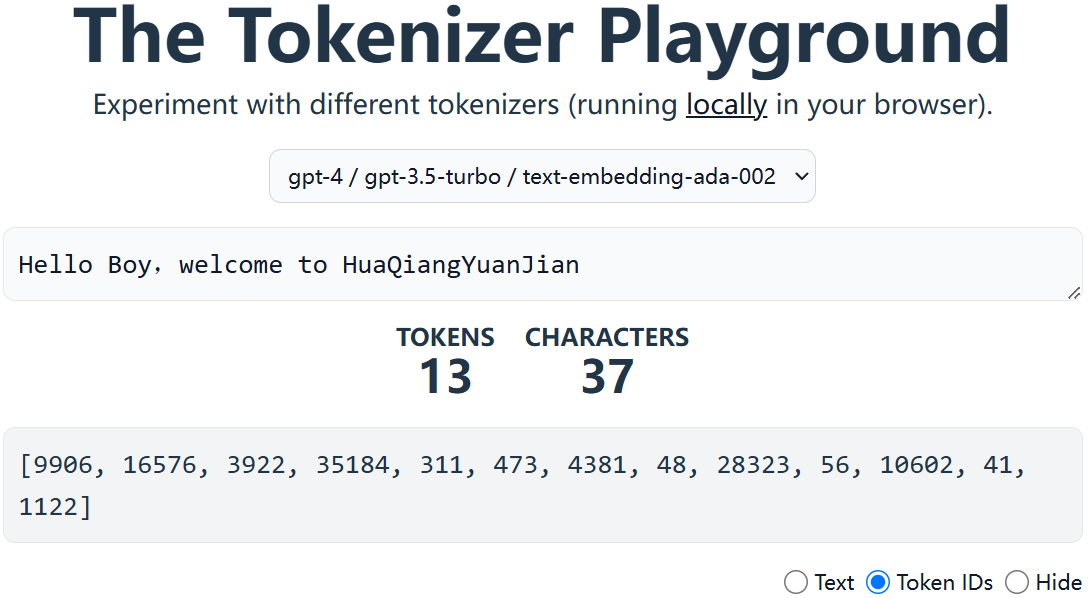 The Tokenizer Playground
Experiment with different tokenizers (running locally in your browser).
gpt-4 / gpt-3.5-turbo / text-embedding-ada-002
Hello Boy，welcome to HuaQiangYuanJian
TOKENS CHARACTERS
13 37
[9906, 16576, 3922, 35184, 311, 473, 4381, 48, 28323, 56, 10602, 41,
1122]
Text Token IDs Hide